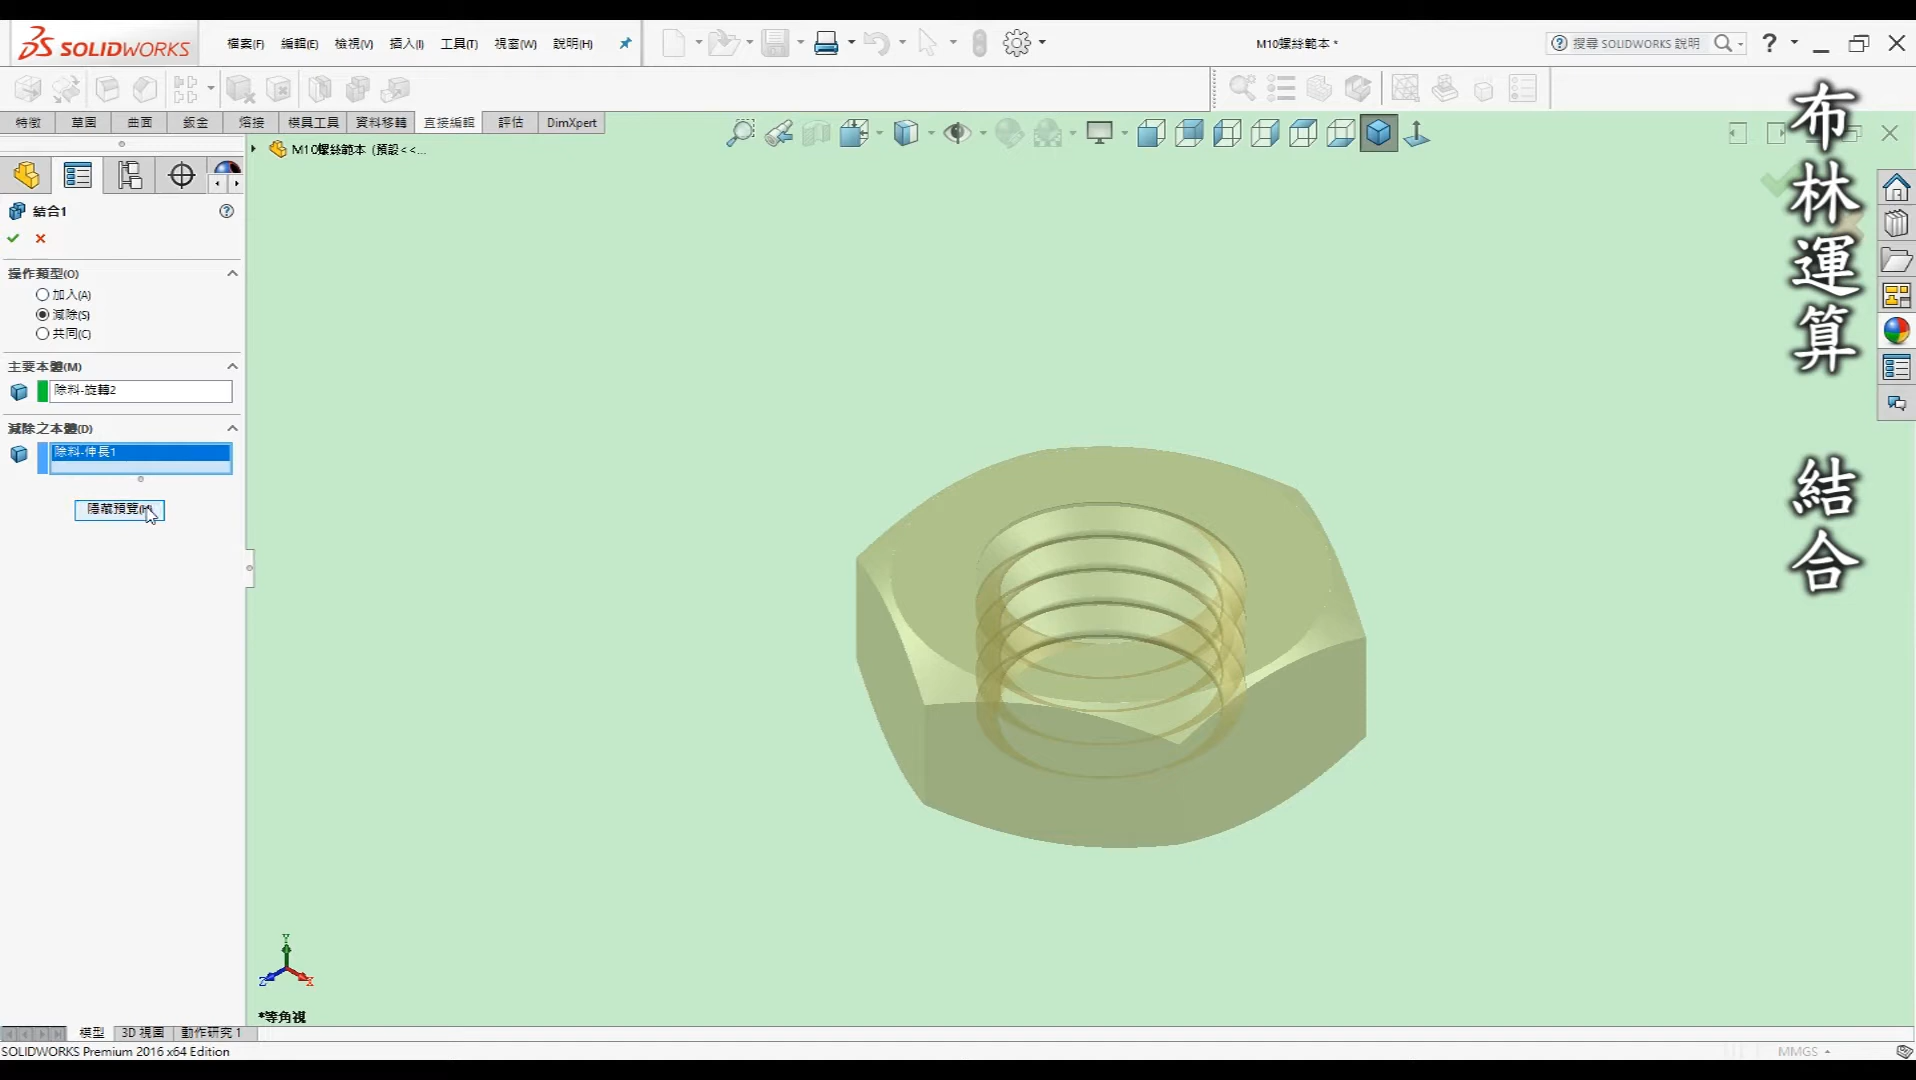 SOLIDWORKS
檔案(F) 編輯(E) 檢視(V) 插入(I) 工具(T) 視窗(W) 說明(H)
M10螺絲範本 *
搜尋 SOLIDWORKS 說明
特徵 草圖 曲面 鈑金 熔接 模具工具 資料移轉 直接編輯 評估 DimXpert
M10螺絲範本 (預設<<...
結合1
操作類型(O)
加入(A)
減除(S)
共同(C)
主要本體(M)
除料-旋轉2
減除之本體(D)
除料-伸長1
隱藏預覽
布林運算
結合
Y
Z
X
*等角視
模型 3D 視圖 動作研究 1
SOLIDWORKS Premium 2016 x64 Edition
MMGS